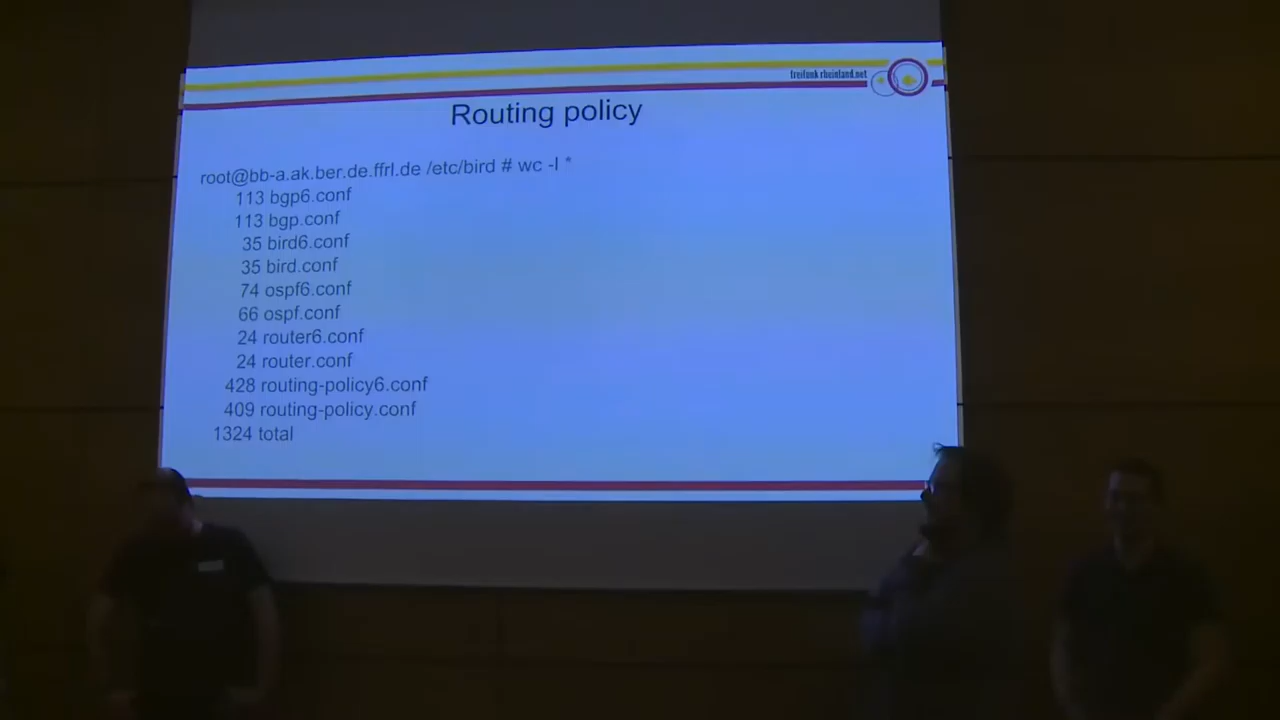 freifunk rheinland.net
Routing policy
root@bb-a.ak.ber.de.ffrl.de /etc/bird # wc -l *
113 bgp6.conf
113 bgp.conf
35 bird6.conf
35 bird.conf
74 ospf6.conf
66 ospf.conf
24 router6.conf
24 router.conf
428 routing-policy6.conf
409 routing-policy.conf
1324 total